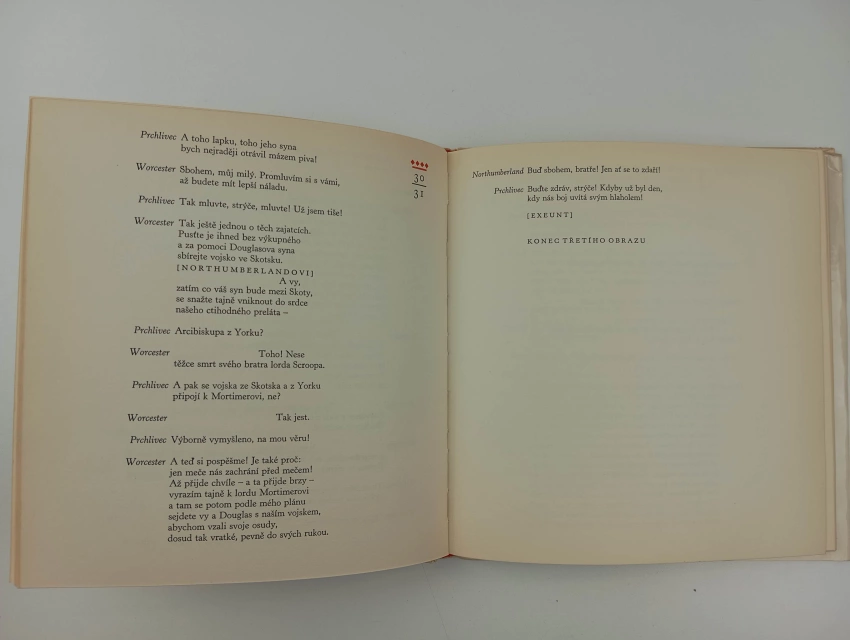 Prchlivec A toho lapku, toho jeho syna
bych nejraději otrávil mázem piva!
Worcester Sbohem, můj milý. Promluvím si s vámi,
až budete mít lepší náladu.
Prchlivec Tak mluvte, strýče, mluvte! Už jsem tiše!
Worcester Tak ještě jednou o těch zajatcích.
Pusťte je ihned bez výkupného
a za pomoci Douglasova syna
sbírejte vojsko ve Skotsku.
[NORTHUMBERLANDOVI]
A vy,
zatím co váš syn bude mezi Skoty,
se snažte tajně vniknout do srdce
našeho ctihodného preláta –
Prchlivec Arcibiskupa z Yorku?
Worcester Toho! Nese
těžce smrt svého bratra lorda Scroopa.
Prchlivec A pak se vojska ze Skotska a z Yorku
připojí k Mortimerovi, ne?
Worcester Tak jest.
Prchlivec Výborně vymyšleno, na mou věru!
Worcester A teď si pospěšme! Je také proč:
jen meče nás zachrání před mečem!
Až přijde chvíle – a ta přijde brzy –
vyrazím tajně k lordu Mortimerovi
a tam se potom podle mého plánu
sejdete vy a Douglas s naším vojskem,
abychom vzali svoje osudy,
dosud tak vratké, pevně do svých rukou.
30
31
Northumberland Buď sbohem, bratře! Jen ať se to zdaří!
Prchlivec Buďte zdráv, strýče! Kdyby už byl den,
kdy nás boj uvítá svým hlaholem!
[EXEUNT]
KONEC TŘETÍHO OBRAZU